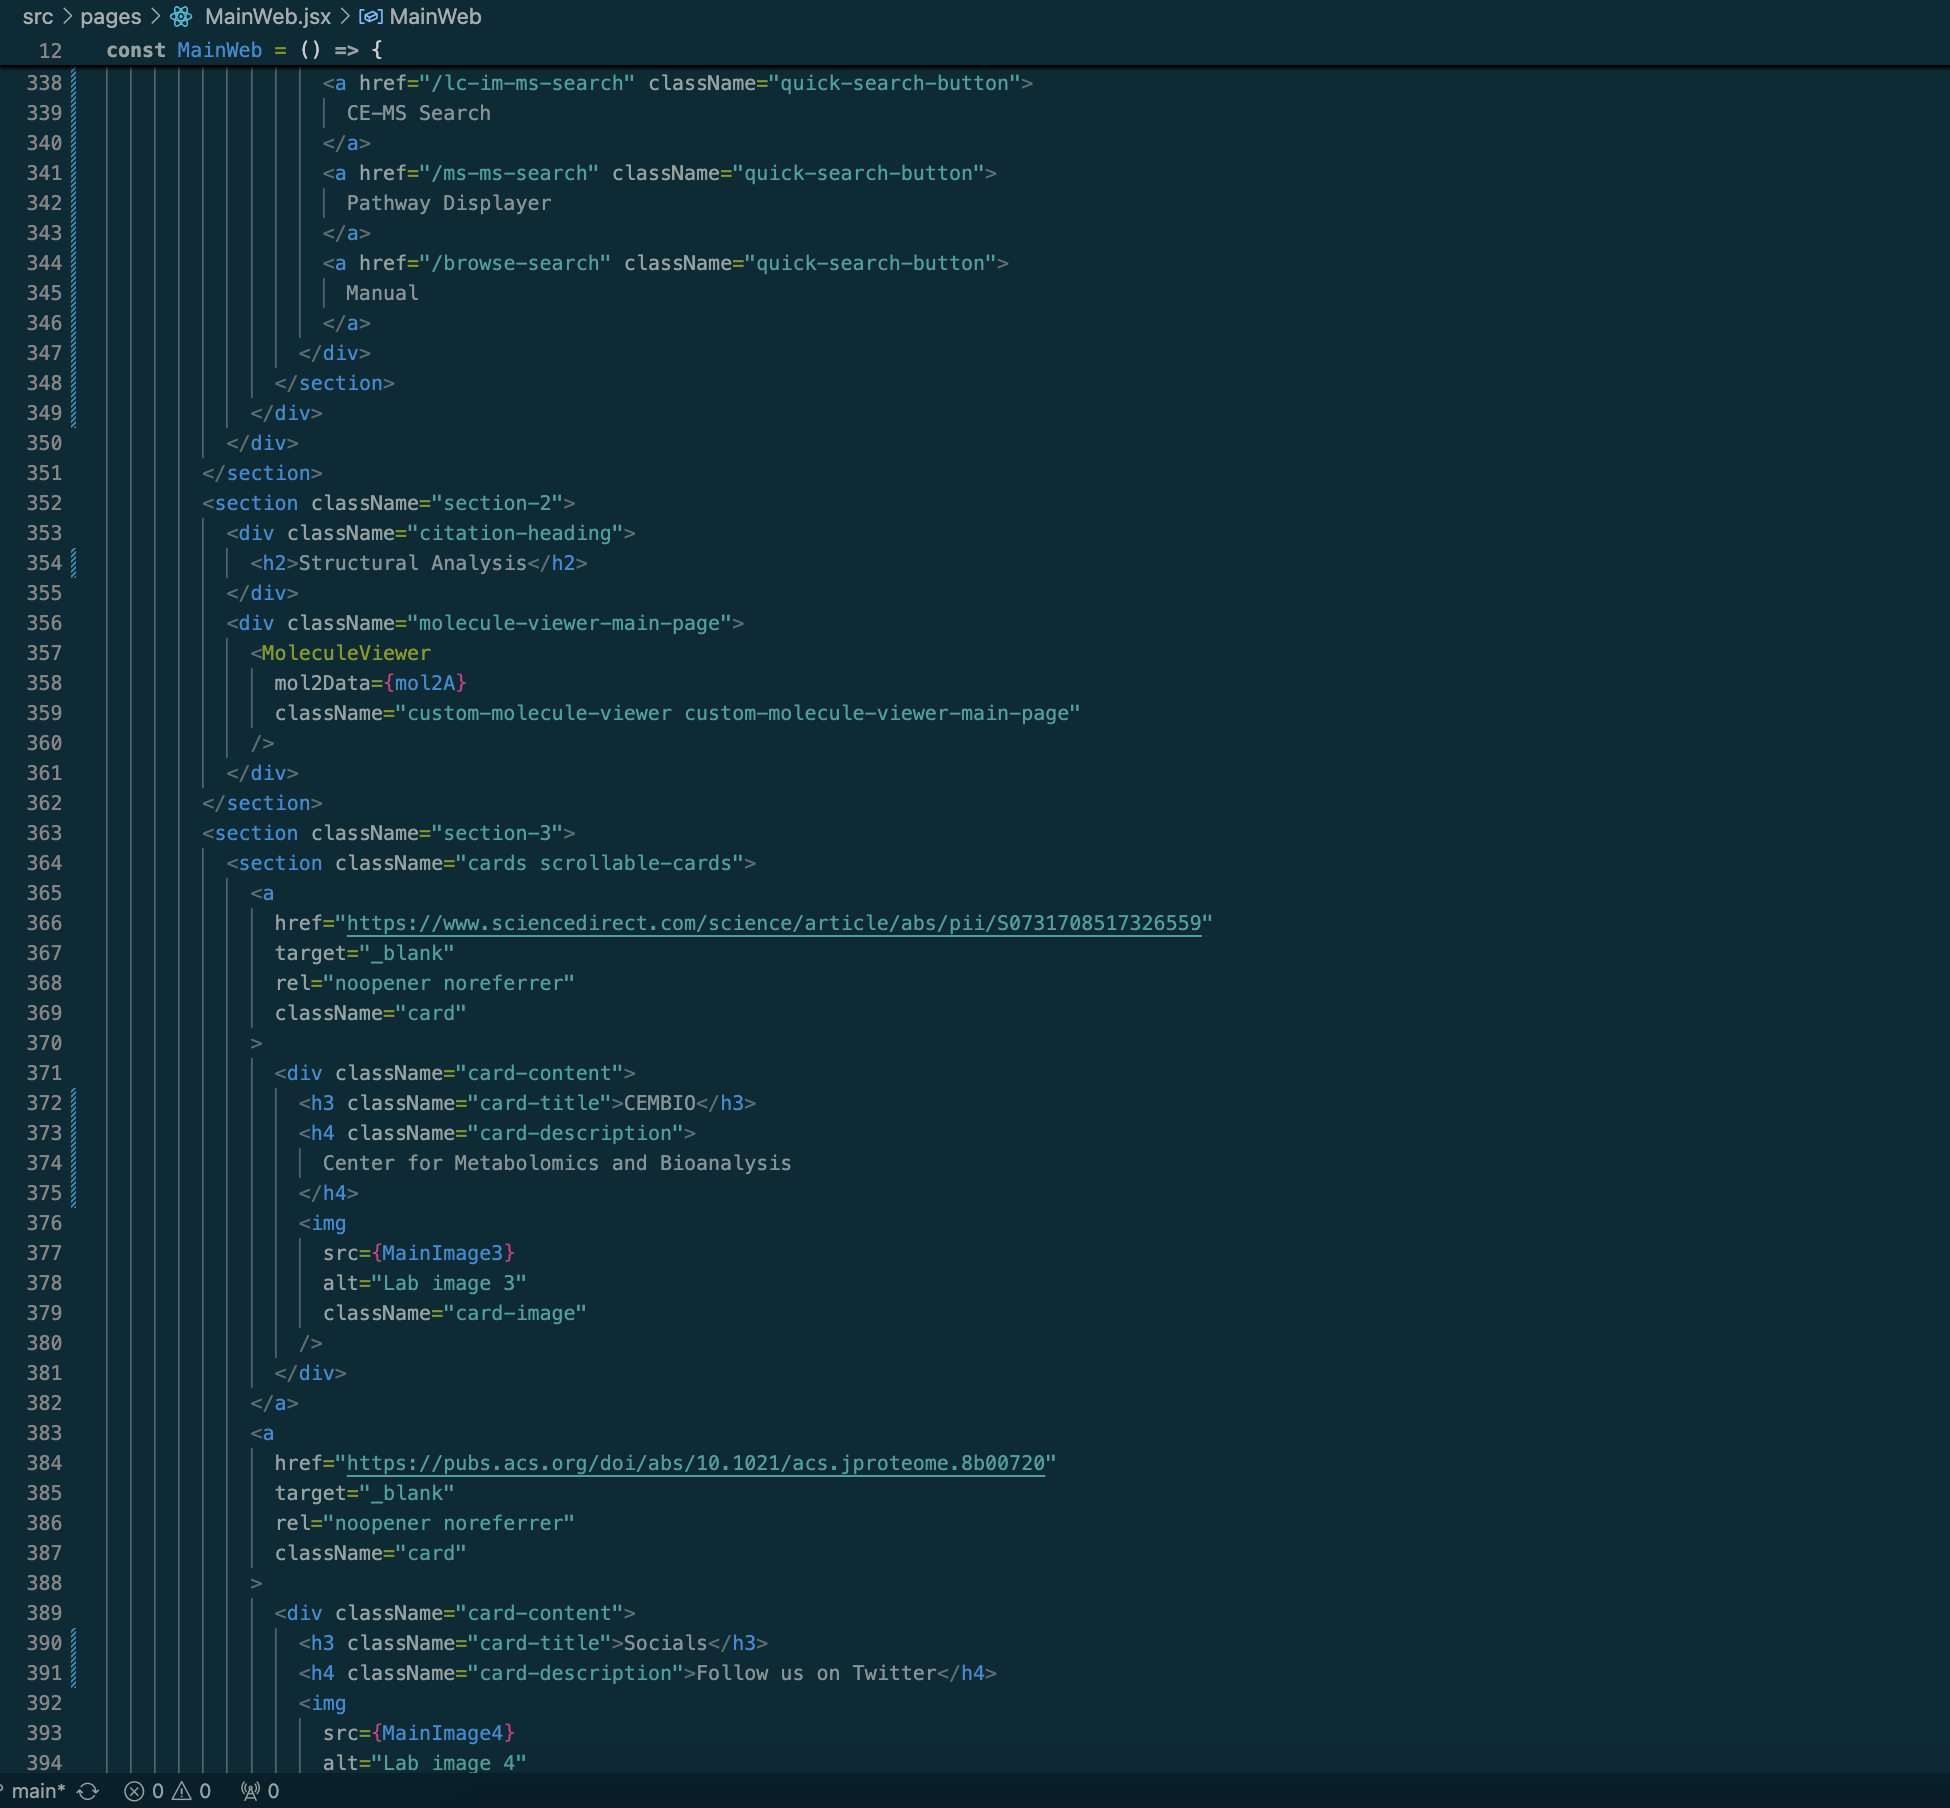 src > pages > MainWeb.jsx > MainWeb
12 const MainWeb = () => {
338 <a href="/lc-im-ms-search" className="quick-search-button">
339 CE-MS Search
340 </a>
341 <a href="/ms-ms-search" className="quick-search-button">
342 Pathway Displayer
343 </a>
344 <a href="/browse-search" className="quick-search-button">
345 Manual
346 </a>
347 </div>
348 </section>
349 </div>
350 </div>
351 </section>
352 <section className="section-2">
353 <div className="citation-heading">
354 <h2>Structural Analysis</h2>
355 </div>
356 <div className="molecule-viewer-main-page">
357 <MoleculeViewer
358 mol2Data={mol2A}
359 className="custom-molecule-viewer custom-molecule-viewer-main-page"
360 />
361 </div>
362 </section>
363 <section className="section-3">
364 <section className="cards scrollable-cards">
365 <a
366 href="https://www.sciencedirect.com/science/article/abs/pii/S0731708517326559"
367 target="_blank"
368 rel="noopener noreferrer"
369 className="card"
370 >
371 <div className="card-content">
372 <h3 className="card-title">CEMBIO</h3>
373 <h4 className="card-description">
374 Center for Metabolomics and Bioanalysis
375 </h4>
376 <img
377 src={MainImage3}
378 alt="Lab image 3"
379 className="card-image"
380 />
381 </div>
382 </a>
383 <a
384 href="https://pubs.acs.org/doi/abs/10.1021/acs.jproteome.8b00720"
385 target="_blank"
386 rel="noopener noreferrer"
387 className="card"
388 >
389 <div className="card-content">
390 <h3 className="card-title">Socials</h3>
391 <h4 className="card-description">Follow us on Twitter</h4>
392 <img
393 src={MainImage4}
394 alt="Lab image 4"
main* 0 0 0